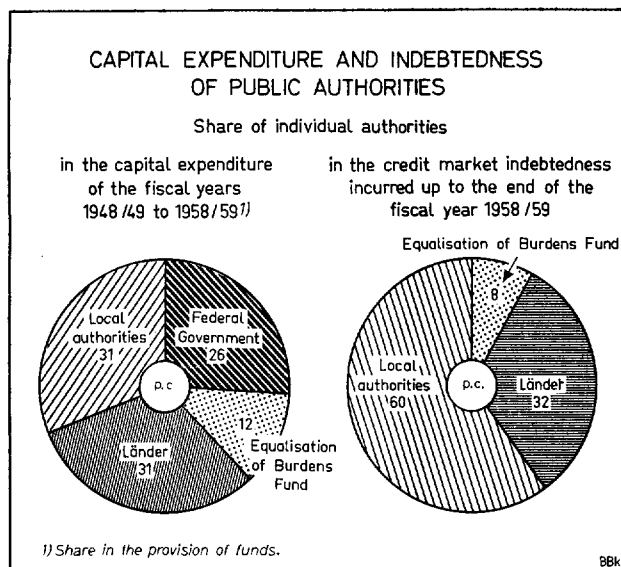 CAPITAL EXPENDITURE AND INDEBTEDNESS
OF PUBLIC AUTHORITIES
Share of individual authorities
in the capital expenditure
of the fiscal years
1948/49 to 1958/59 1)
in the credit market indebtedness
incurred up to the end of the
fiscal year 1958/59
Local
authorities
31
Federal
Government
26
p.c
12
Equalisation
of Burdens
Fund
Länder
31
Equalisation of Burdens Fund
8
Local
authorities
60
p.c.
Länder
32
1) Share in the provision of funds.
BBk